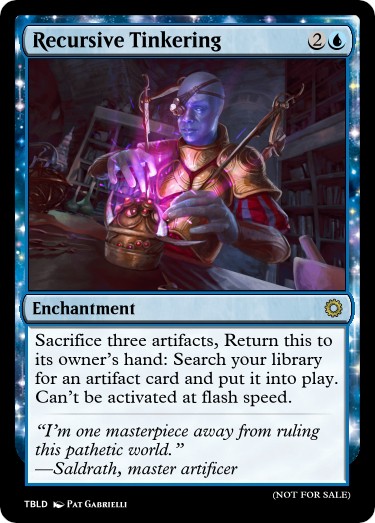 Recursive Tinkering 2
Enchantment
Sacrifice three artifacts, Return this to
its owner's hand: Search your library
for an artifact card and put it into play.
Can't be activated at flash speed.
“I'm one masterpiece away from ruling
this pathetic world.”
—Saldrath, master artificer
TBLD PAT GABRIELLI
(NOT FOR SALE)